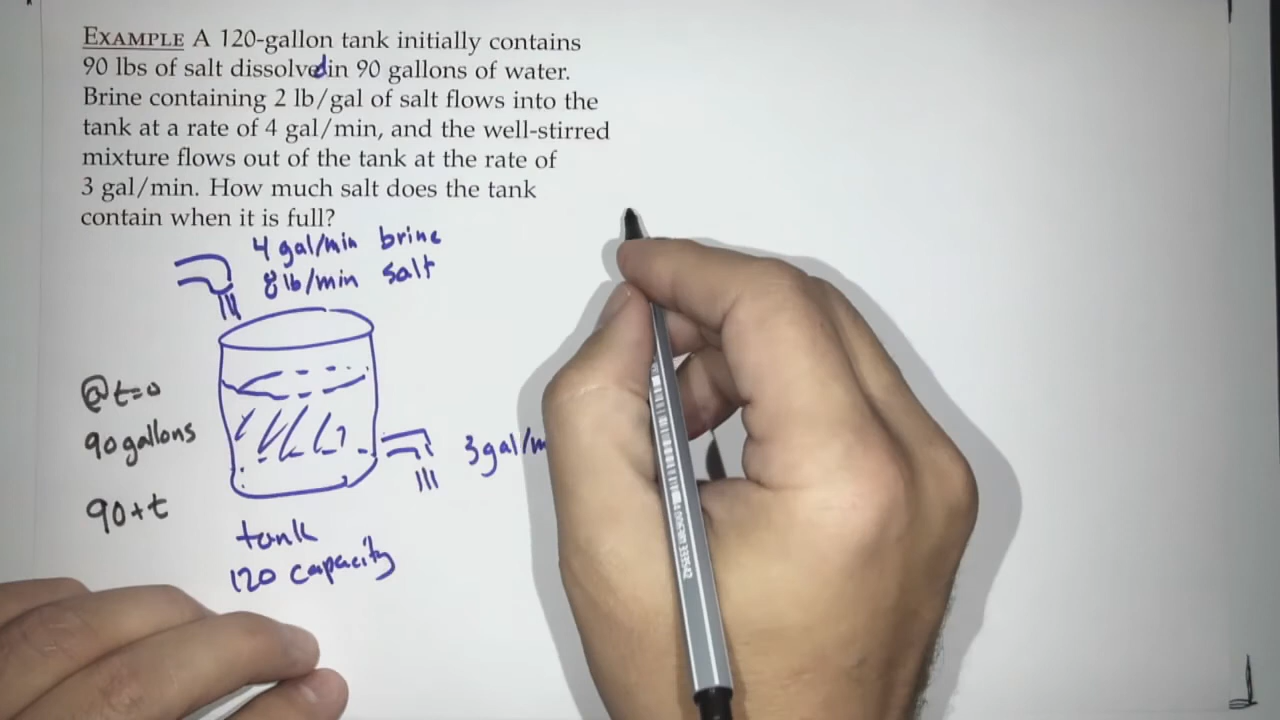 EXAMPLE A 120-gallon tank initially contains
90 lbs of salt dissolved in 90 gallons of water.
Brine containing 2 lb/gal of salt flows into the
tank at a rate of 4 gal/min, and the well-stirred
mixture flows out of the tank at the rate of
3 gal/min. How much salt does the tank
contain when it is full?
4 gal/min brine
8 lb/min salt
@t=0
90 gallons
3 gal/m
90+t
tank
120 capacity